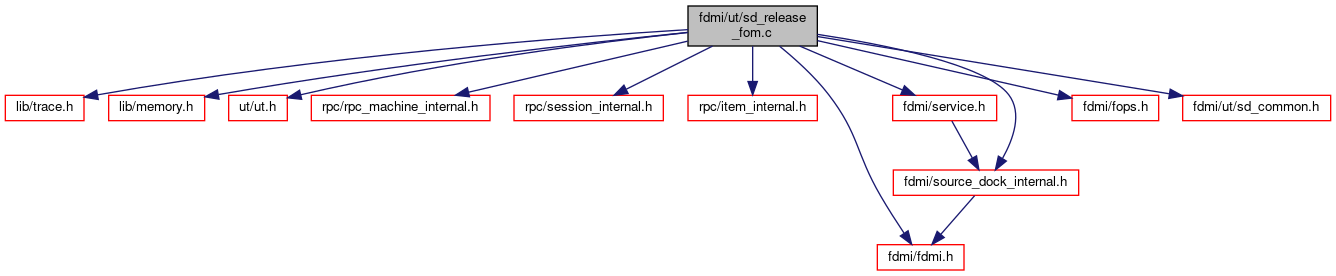 fdmi/ut/sd_release
_fom.c
lib/trace.h
lib/memory.h
ut/ut.h
rpc/rpc_machine_internal.h
rpc/session_internal.h
rpc/item_internal.h
fdmi/service.h
fdmi/fops.h
fdmi/ut/sd_common.h
fdmi/source_dock_internal.h
fdmi/fdmi.h